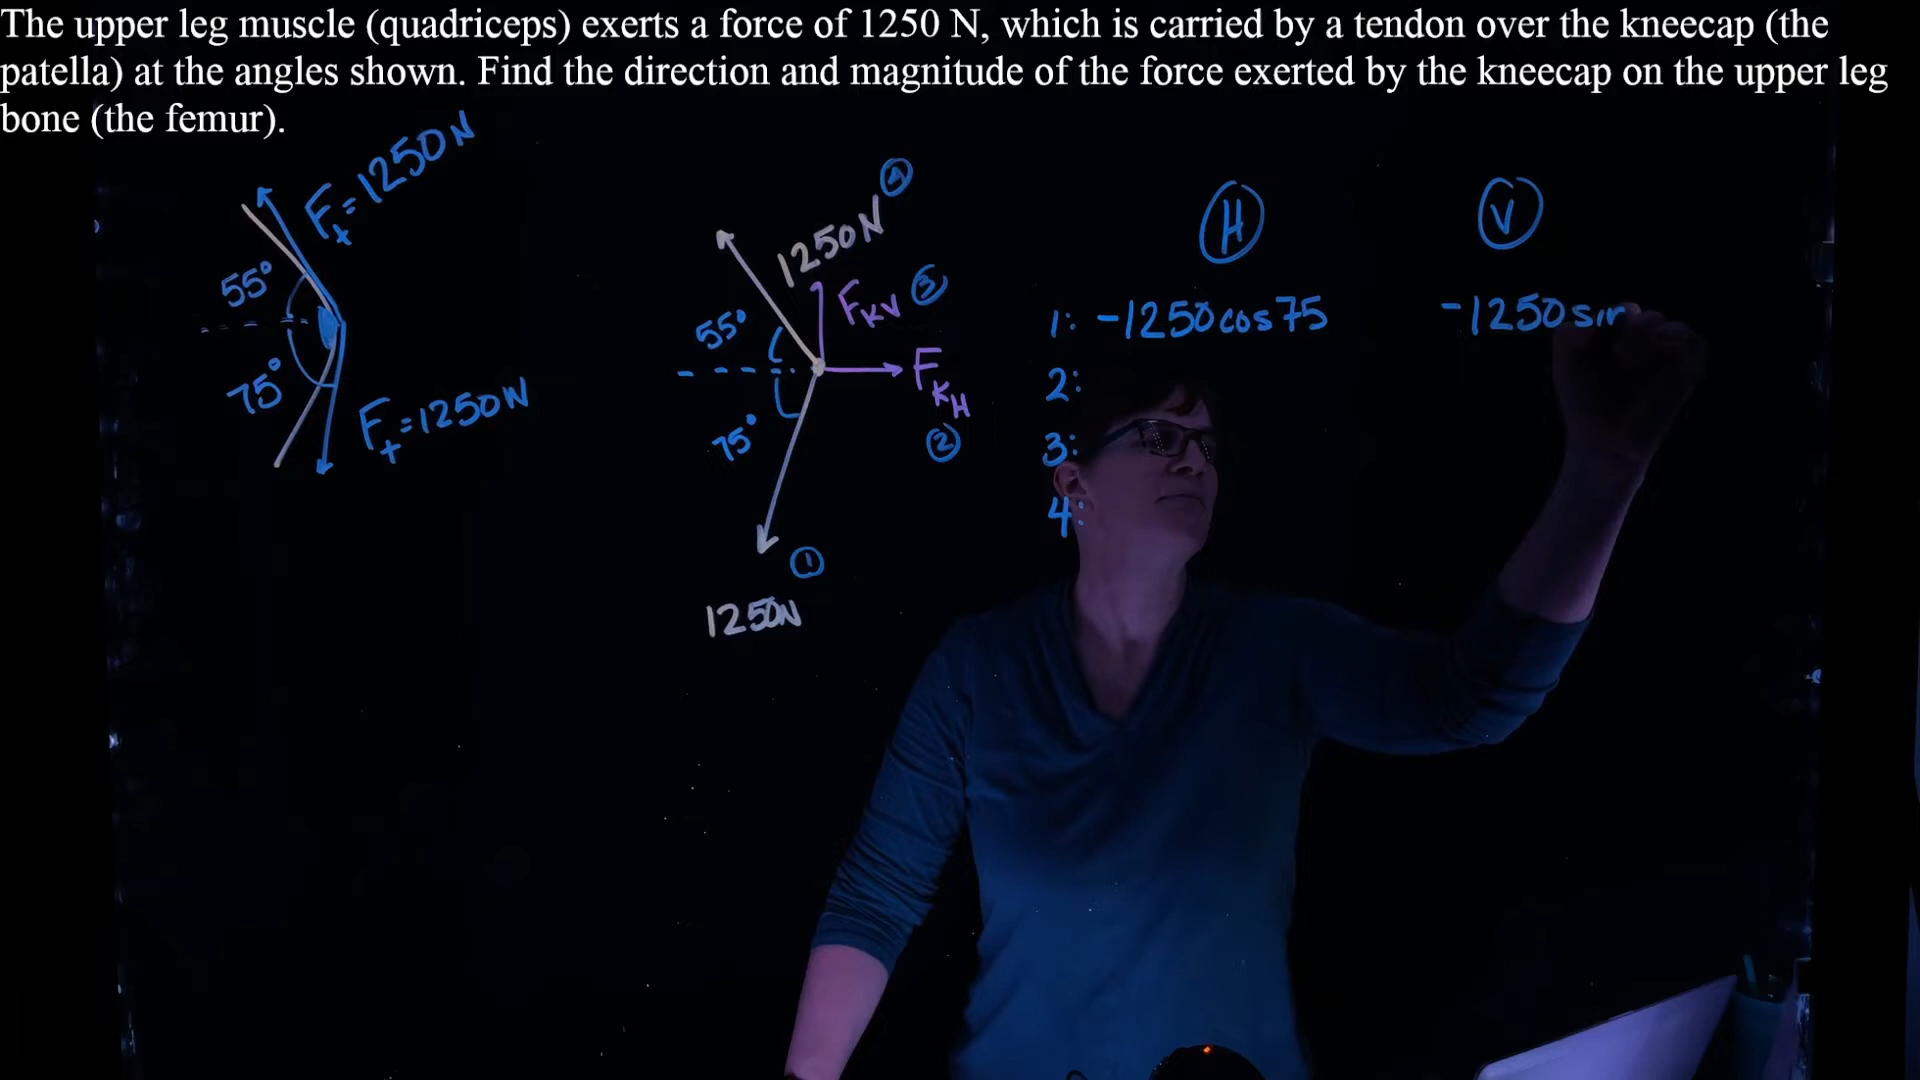 The upper leg muscle (quadriceps) exerts a force of 1250 N, which is carried by a tendon over the kneecap (the
patella) at the angles shown. Find the direction and magnitude of the force exerted by the kneecap on the upper leg
bone (the femur).
F+=1250N
55°
75°
F+=1250N
1250N ④
55°
FKV ③
FKH
②
75°
①
1250N
H V
1: -1250cos75 -1250sin
2:
3:
4: